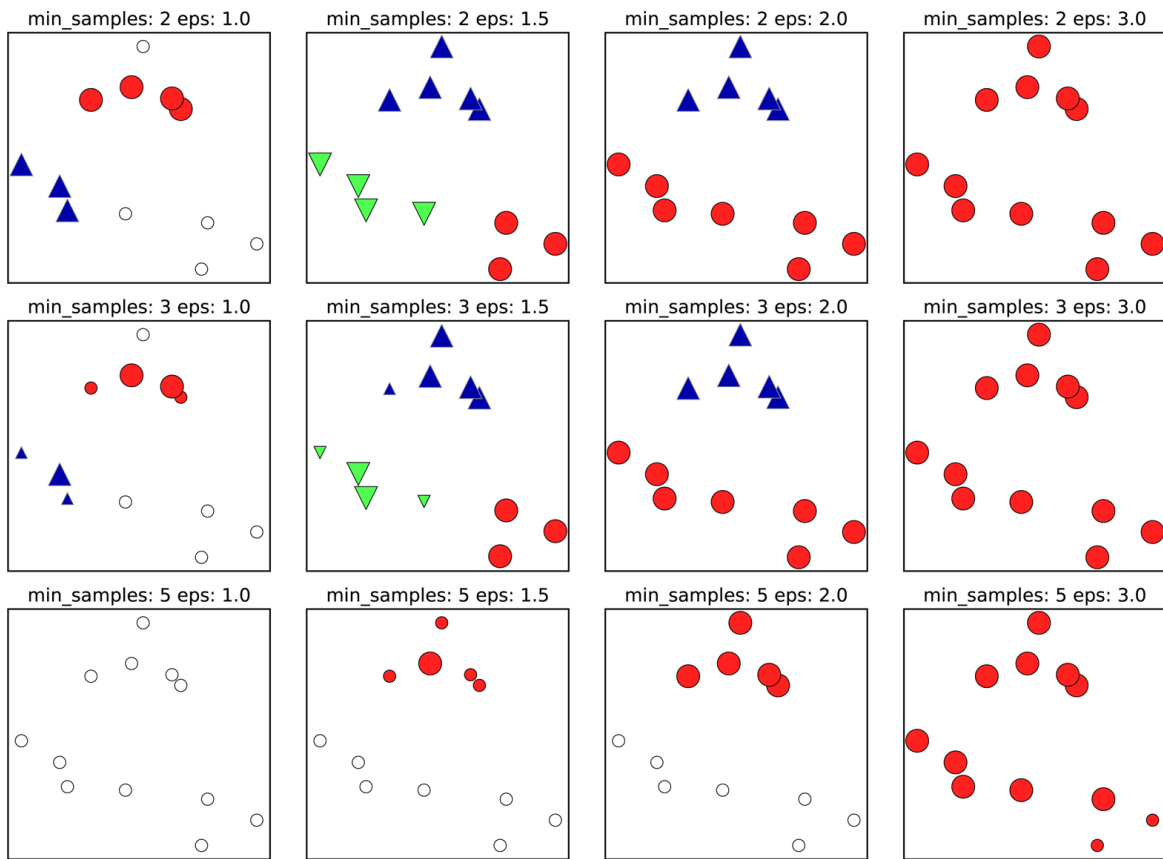 min_samples: 2 eps: 1.0
min_samples: 2 eps: 1.5
min_samples: 2 eps: 2.0
min_samples: 2 eps: 3.0
min_samples: 3 eps: 1.0
min_samples: 3 eps: 1.5
min_samples: 3 eps: 2.0
min_samples: 3 eps: 3.0
min_samples: 5 eps: 1.0
min_samples: 5 eps: 1.5
min_samples: 5 eps: 2.0
min_samples: 5 eps: 3.0